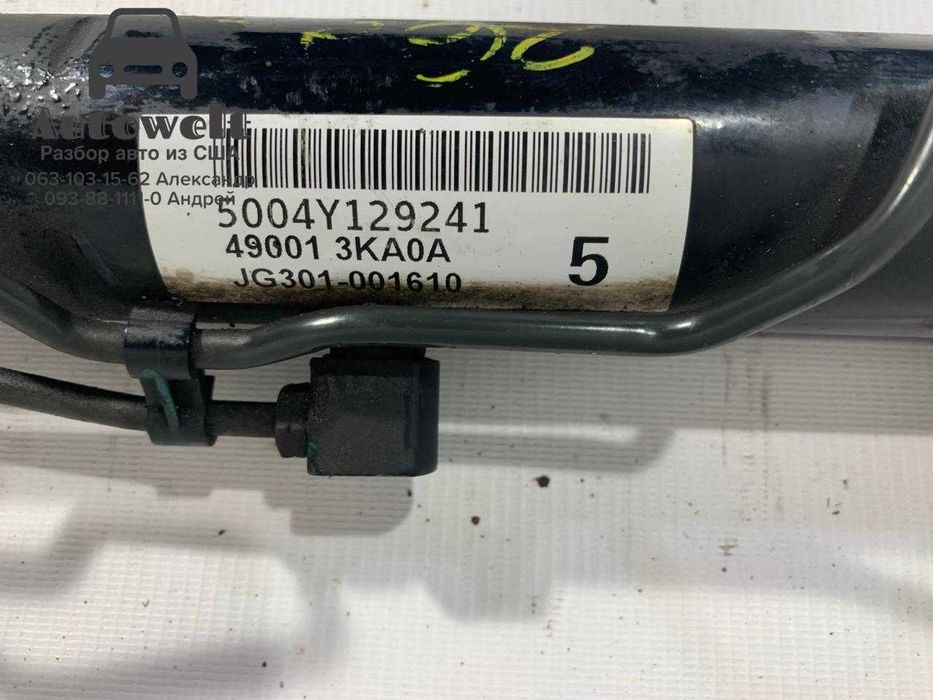 Autowelt
Разбор авто из США
063-103-15-62 Александр
093-88-111-0 Андрей
5004Y129241
49001 3KA0A
JG301-001610
5